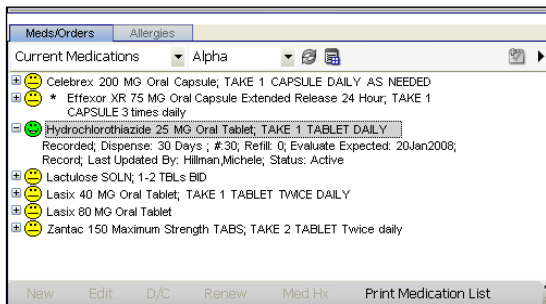 Meds/Orders Allergies
Current Medications Alpha
Celebrex 200 MG Oral Capsule; TAKE 1 CAPSULE DAILY AS NEEDED
* Effexor XR 75 MG Oral Capsule Extended Release 24 Hour; TAKE 1
CAPSULE 3 times daily
Hydrochlorothiazide 25 MG Oral Tablet; TAKE 1 TABLET DAILY
Recorded; Dispense: 30 Days ; #:30; Refill: 0; Evaluate Expected: 20Jan2008;
Record; Last Updated By: Hillman,Michele; Status: Active
Lactulose SOLN; 1-2 TBLs BID
Lasix 40 MG Oral Tablet; TAKE 1 TABLET TWICE DAILY
Lasix 80 MG Oral Tablet
Zantac 150 Maximum Strength TABS; TAKE 2 TABLET Twice daily
New Edit D/C Renew Med Hx Print Medication List